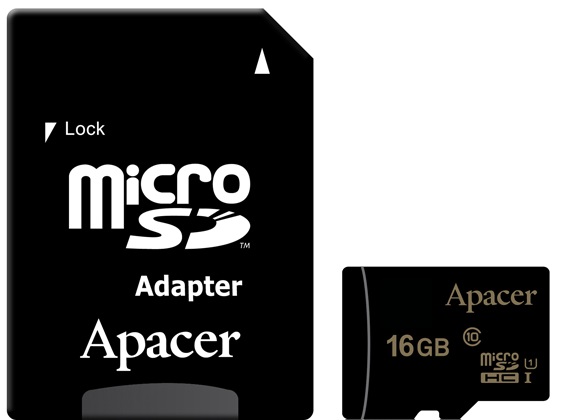 Lock
micro
SD
TM
Adapter
Apacer
Apacer
16GB
10
micro
SD
HC I
1